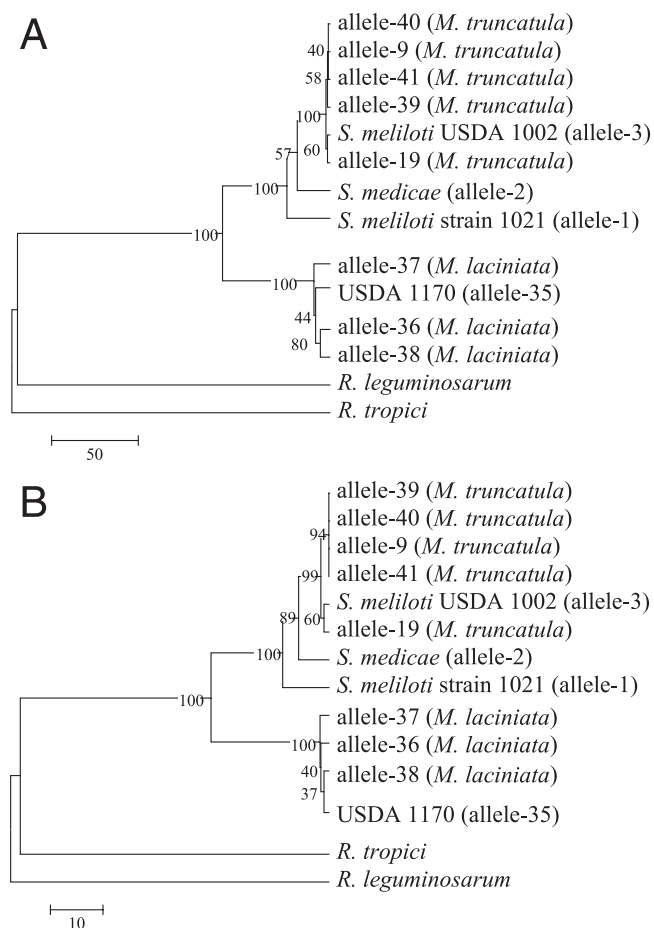 A
allele-40 (M. truncatula)
40 allele-9 (M. truncatula)
58 allele-41 (M. truncatula)
allele-39 (M. truncatula)
100
S. meliloti USDA 1002 (allele-3)
57 60 allele-19 (M. truncatula)
100 S. medicae (allele-2)
S. meliloti strain 1021 (allele-1)
100
allele-37 (M. laciniata)
100 USDA 1170 (allele-35)
44 allele-36 (M. laciniata)
80 allele-38 (M. laciniata)
R. leguminosarum
R. tropici
50
B
allele-39 (M. truncatula)
allele-40 (M. truncatula)
94
allele-9 (M. truncatula)
99 allele-41 (M. truncatula)
S. meliloti USDA 1002 (allele-3)
89 60 allele-19 (M. truncatula)
100 S. medicae (allele-2)
S. meliloti strain 1021 (allele-1)
100
allele-37 (M. laciniata)
100 allele-36 (M. laciniata)
40 allele-38 (M. laciniata)
37
USDA 1170 (allele-35)
R. tropici
R. leguminosarum
10